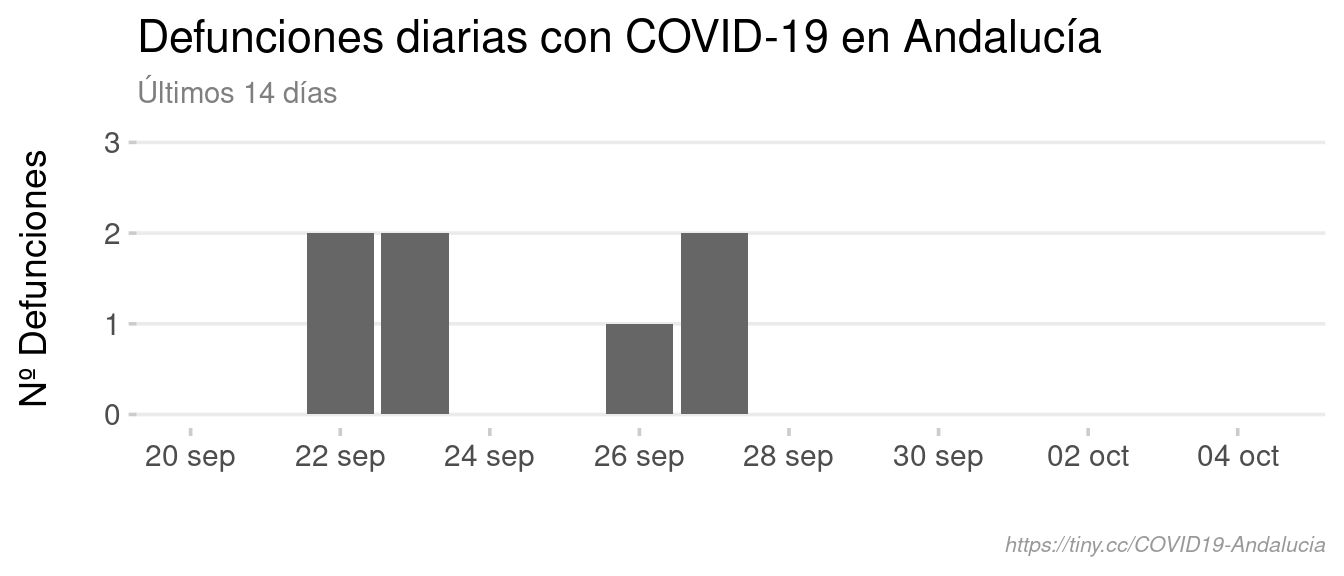 Defunciones diarias con COVID-19 en Andalucía
Últimos 14 días
Nº Defunciones
3
2
1
0
20 sep 22 sep 24 sep 26 sep 28 sep 30 sep 02 oct 04 oct
https://tiny.cc/COVID19-Andalucia